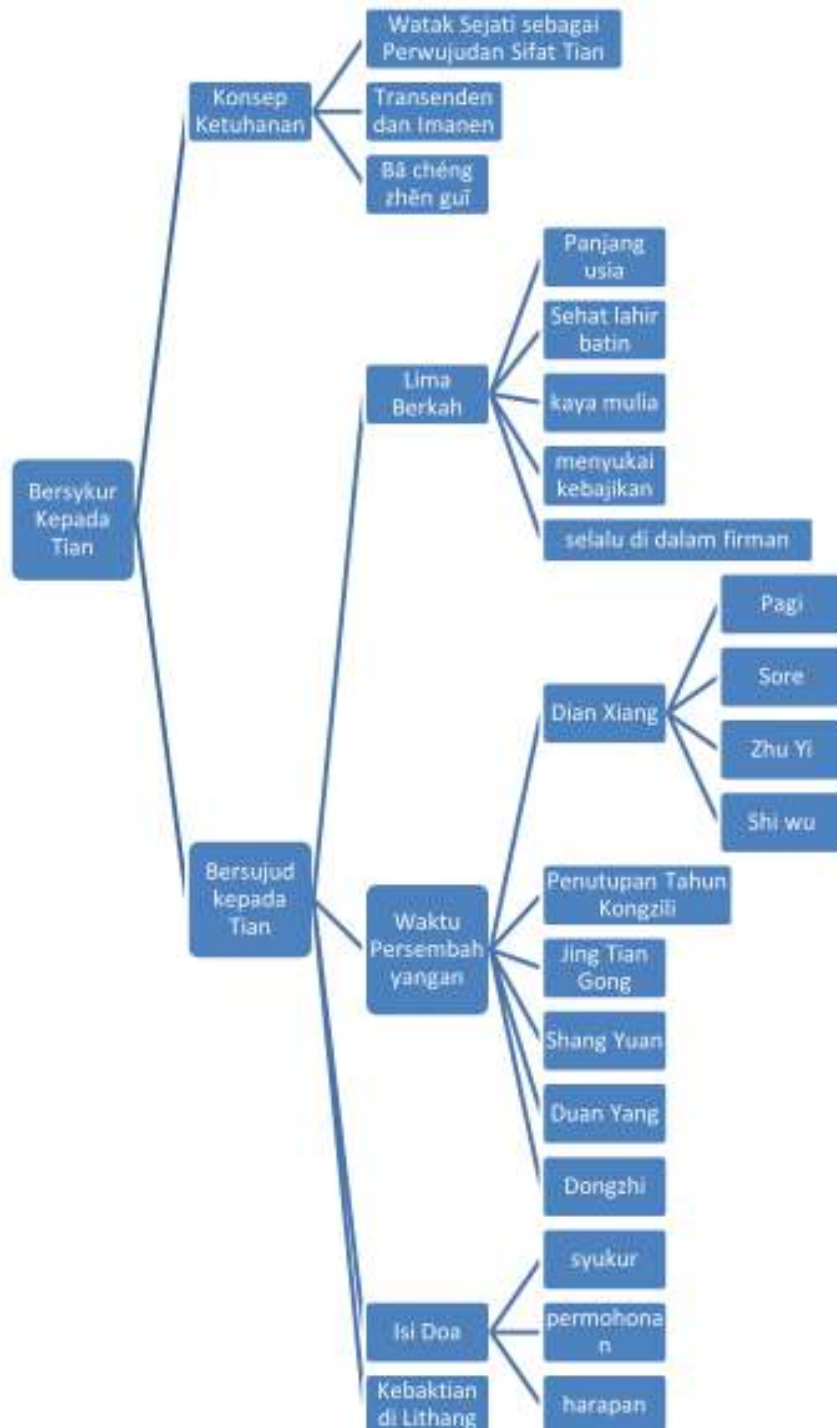 Watak Sejati sebagai
Perwujudan Sifat Tian
Konsep
Ketuhanan
Transenden
dan Imanen
Bā chéng
zhēn guī
Panjang
usia
Sehat lahir
batin
Lima
Berkah
kaya mulia
menyukai
kebajikan
Bersykur
Kepada
Tian
selalu di dalam firman
Pagi
Sore
Dian Xiang
Zhu Yi
Shi wu
Bersujud
kepada
Tian
Penutupan Tahun
Kongzili
Waktu
Persembah
yangan
Jing Tian
Gong
Shang Yuan
Duan Yang
Dongzhi
syukur
Isi Doa
permohona
n
Kebaktian
di Lithang
harapan